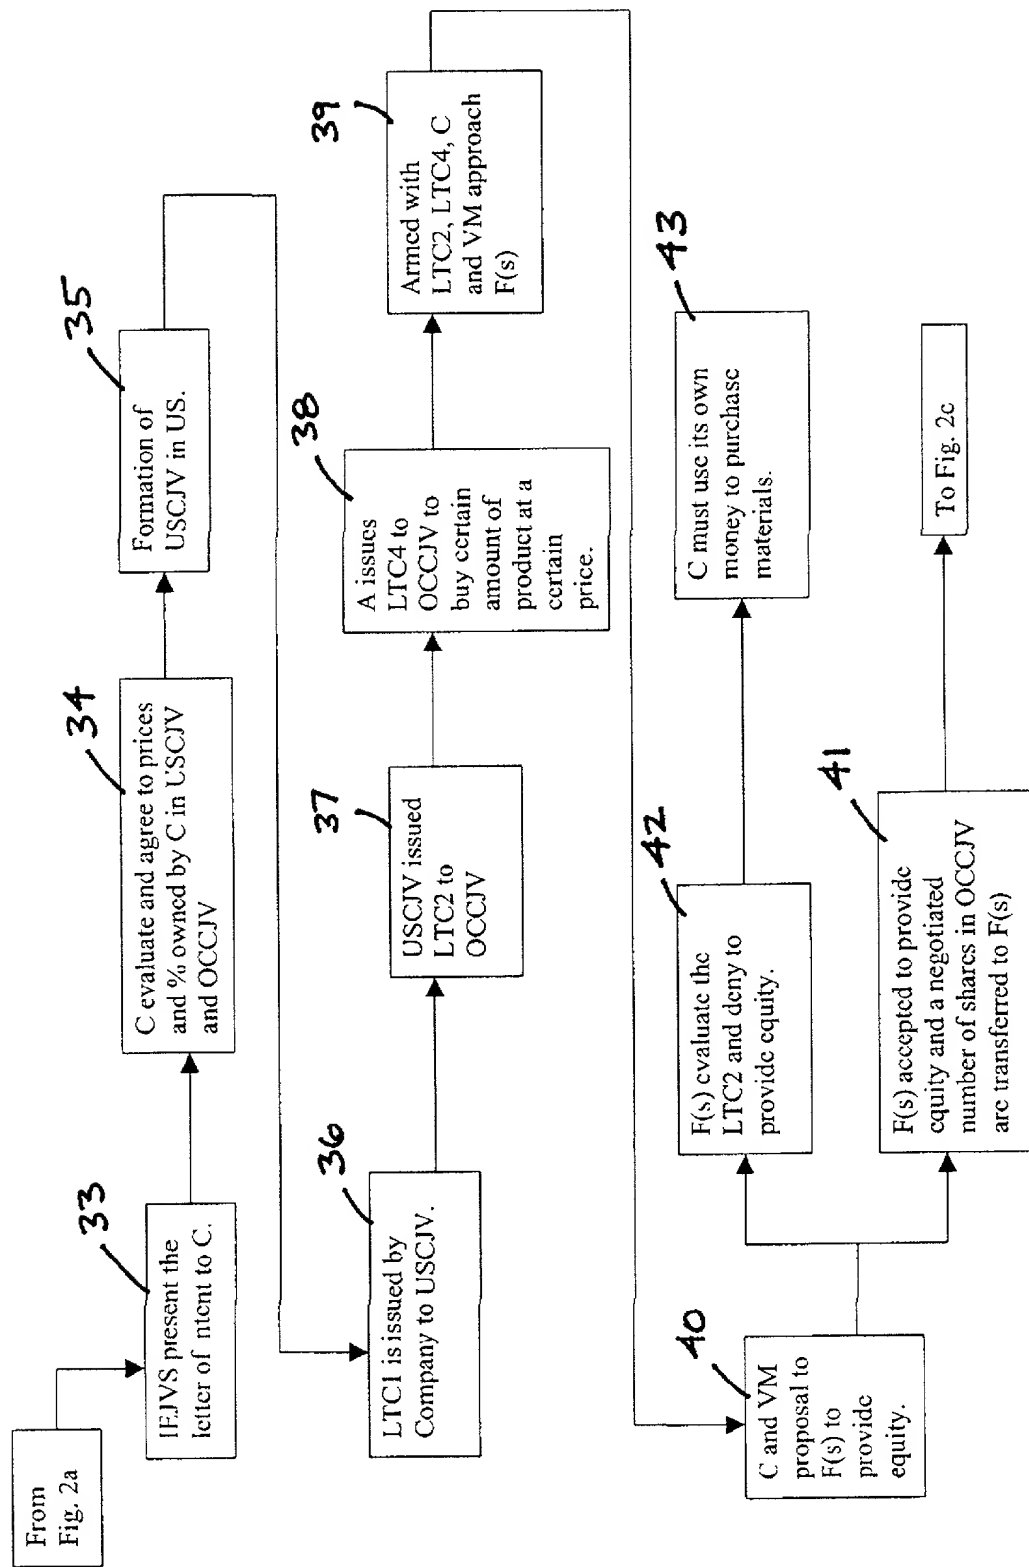 From
Fig. 2a
33
IEJVS present the
letter of ntent to C.
34
C evaluate and agree to prices
and % owned by C in USCJV
and OCCJV
35
Formation of
USCJV in US.
36
LTC1 is issued by
Company to USCJV.
37
USCJV issued
LTC2 to
OCCJV
38
A issues
LTC4 to
OCCJV to
buy certain
amount of
product at a
certain
price.
39
Armed with
LTC2, LTC4, C
and VM approach
F(s)
40
C and VM
proposal to
F(s) to
provide
equity.
42
F(s) evaluate the
LTC2 and deny to
provide equity.
43
C must use its own
money to purchase
materials.
41
F(s) accepted to provide
equity and a negotiated
number of shares in OCCJV
are transferred to F(s)
To Fig. 2c